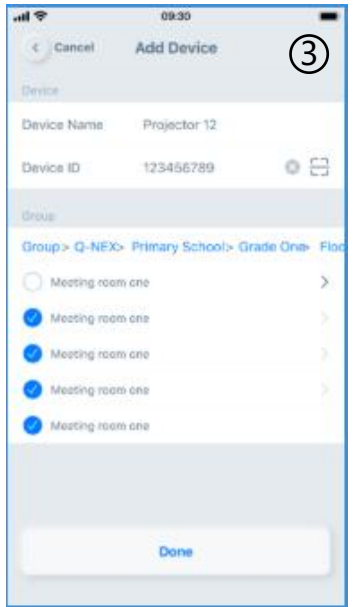 09:30
Cancel Add Device ③
Device
Device Name Projector 12
Device ID 123456789
Group
Group > Q-NEX> Primary School> Grade One> Floo
Meeting room one
Meeting room one
Meeting room one
Meeting room one
Meeting room one
Done